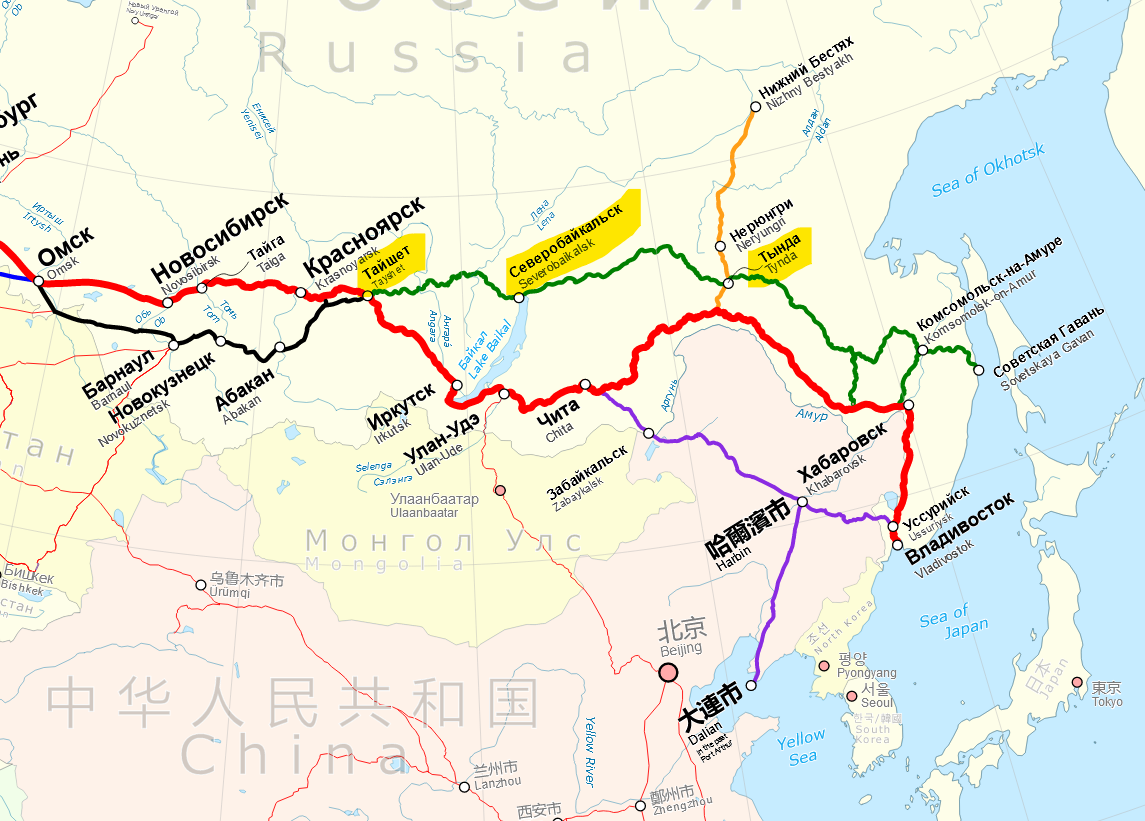 Новый Уренгой
Novy Urengoi
РОССИЯ
Russia
Обь
Ob
Енисей
Yenisei
Нижний Бестях
Nizhny Bestyakh
Алдан
Aldan
Лена
Lena
Sea of Okhotsk
бург
нь
Иртыш
Irtysh
Омск
Omsk
Новосибирск
Novosibirsk
Тайга
Taiga
Красноярск
Krasnoyarsk
Тайшет
Tayshet
Северобайкальск
Severobaikalsk
Нерюнгри
Neryungri
Тында
Tynda
Комсомольск-на-Амуре
Komsomolsk-on-Amur
Советская Гавань
Sovetskaya Gavan
Обь
Ob
Томь
Tom
Ангара
Angara
Байкал
Lake Baikal
Барнаул
Barnaul
Новокузнецк
Novokuznetsk
Абакан
Abakan
Иркутск
Irkutsk
Улан-Удэ
Ulan-Ude
Чита
Chita
Аргунь
Амур
Хабаровск
Khabarovsk
Selenga
Сэлэнгэ
Забайкальск
Zabaykalsk
Улаанбаатар
Ulaanbaatar
Монгол Улс
Mongolia
哈爾濱市
Harbin
Уссурийск
Ussuriysk
Владивосток
Vladivostok
тан
n
Бишкек
Bishkek
стан
乌鲁木齐市
Ürümqi
北京
Beijing
조선
North Korea
평양
Pyongyang
서울
Seoul
한국/韓國
South
Korea
Sea of
Japan
日本
Japan
東京
Tokyo
中华人民共和国
China
大連市
Dalian
in the past
Port Arthur
Yellow River
Yellow
Sea
兰州市
Lanzhou
西安市
鄭州市
Zhengzhou